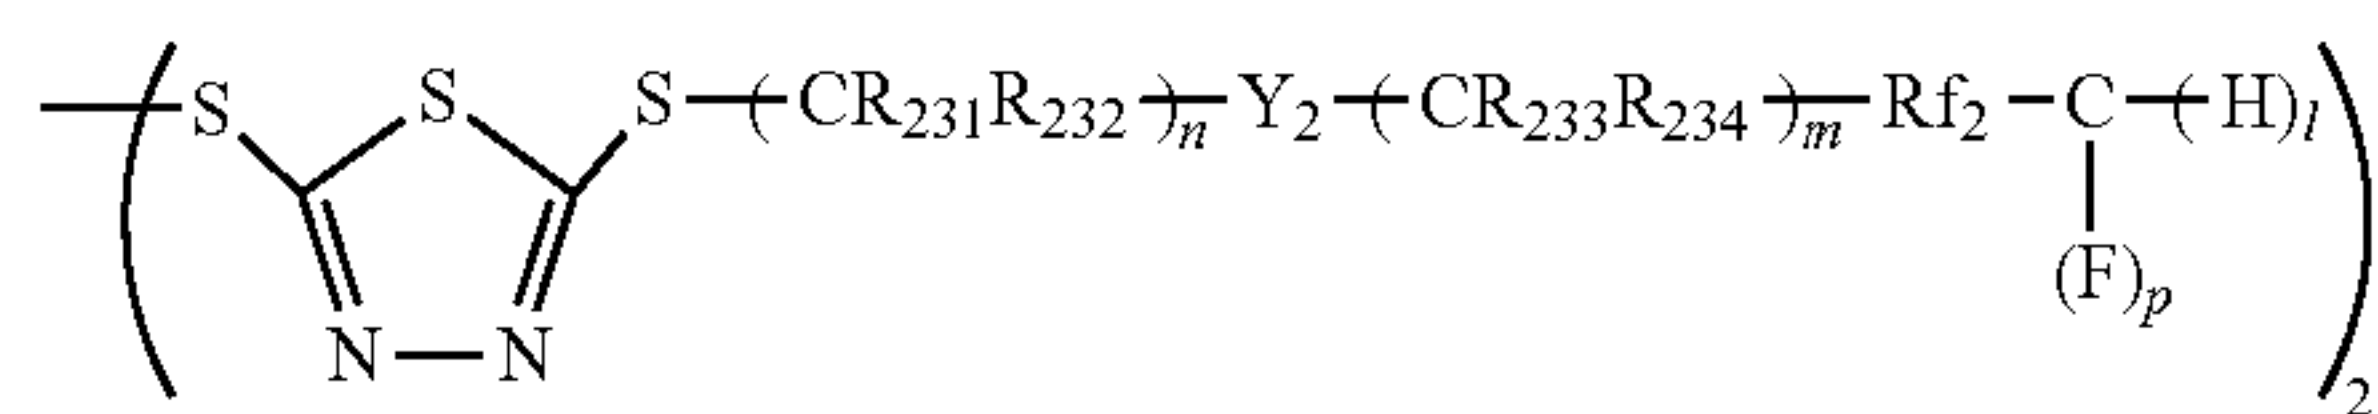 S S S (CR231R232)n Y2 (CR233R234)m Rf2 C (H)l
(F)p
N N 2